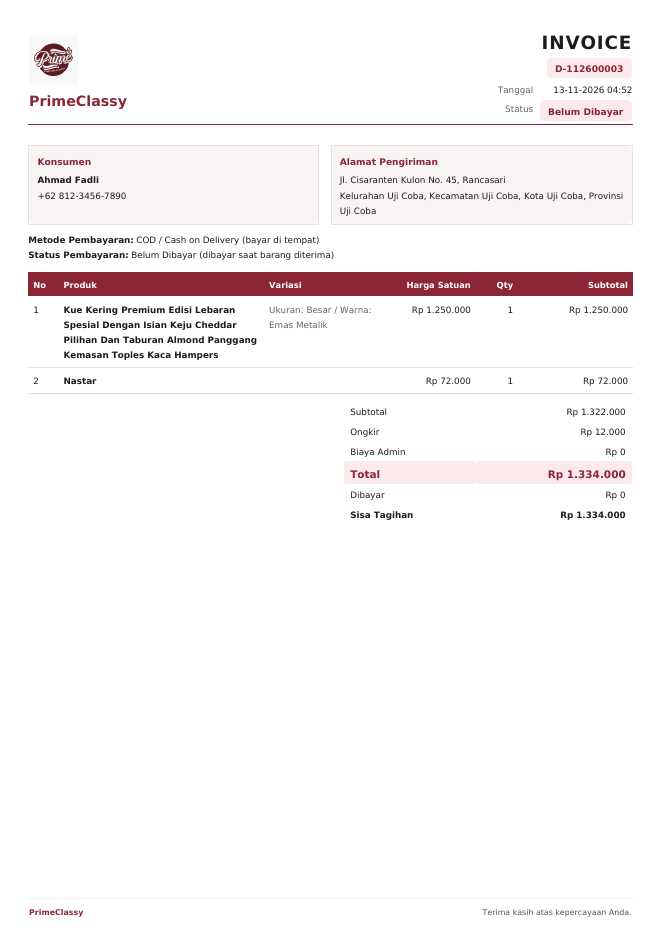 Prime
INVOICE
D-112600003
PrimeClassy
Tanggal 13-11-2026 04:52
Status Belum Dibayar
Konsumen
Ahmad Fadli
+62 812-3456-7890
Alamat Pengiriman
Jl. Cisaranten Kulon No. 45, Rancasari
Kelurahan Uji Coba, Kecamatan Uji Coba, Kota Uji Coba, Provinsi
Uji Coba
Metode Pembayaran: COD / Cash on Delivery (bayar di tempat)
Status Pembayaran: Belum Dibayar (dibayar saat barang diterima)
No Produk Variasi Harga Satuan Qty Subtotal
1 Kue Kering Premium Edisi Lebaran Ukuran: Besar / Warna: Rp 1.250.000 1 Rp 1.250.000
Spesial Dengan Isian Keju Cheddar Emas Metalik
Pilihan Dan Taburan Almond Panggang
Kemasan Toples Kaca Hampers
2 Nastar Rp 72.000 1 Rp 72.000
Subtotal Rp 1.322.000
Ongkir Rp 12.000
Biaya Admin Rp 0
Total Rp 1.334.000
Dibayar Rp 0
Sisa Tagihan Rp 1.334.000
PrimeClassy Terima kasih atas kepercayaan Anda.